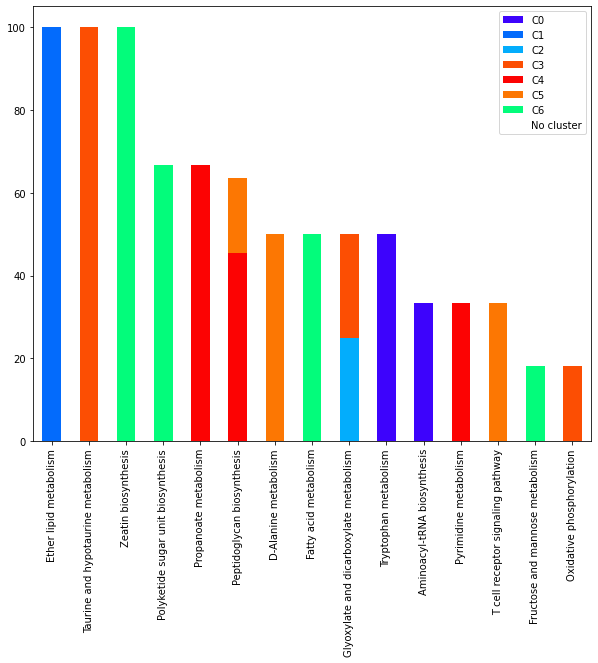 100
80
60
40
20
0
C0
C1
C2
C3
C4
C5
C6
No cluster
Ether lipid metabolism
Taurine and hypotaurine metabolism
Zeatin biosynthesis
Polyketide sugar unit biosynthesis
Propanoate metabolism
Peptidoglycan biosynthesis
D-Alanine metabolism
Fatty acid metabolism
Glyoxylate and dicarboxylate metabolism
Tryptophan metabolism
Aminoacyl-tRNA biosynthesis
Pyrimidine metabolism
T cell receptor signaling pathway
Fructose and mannose metabolism
Oxidative phosphorylation